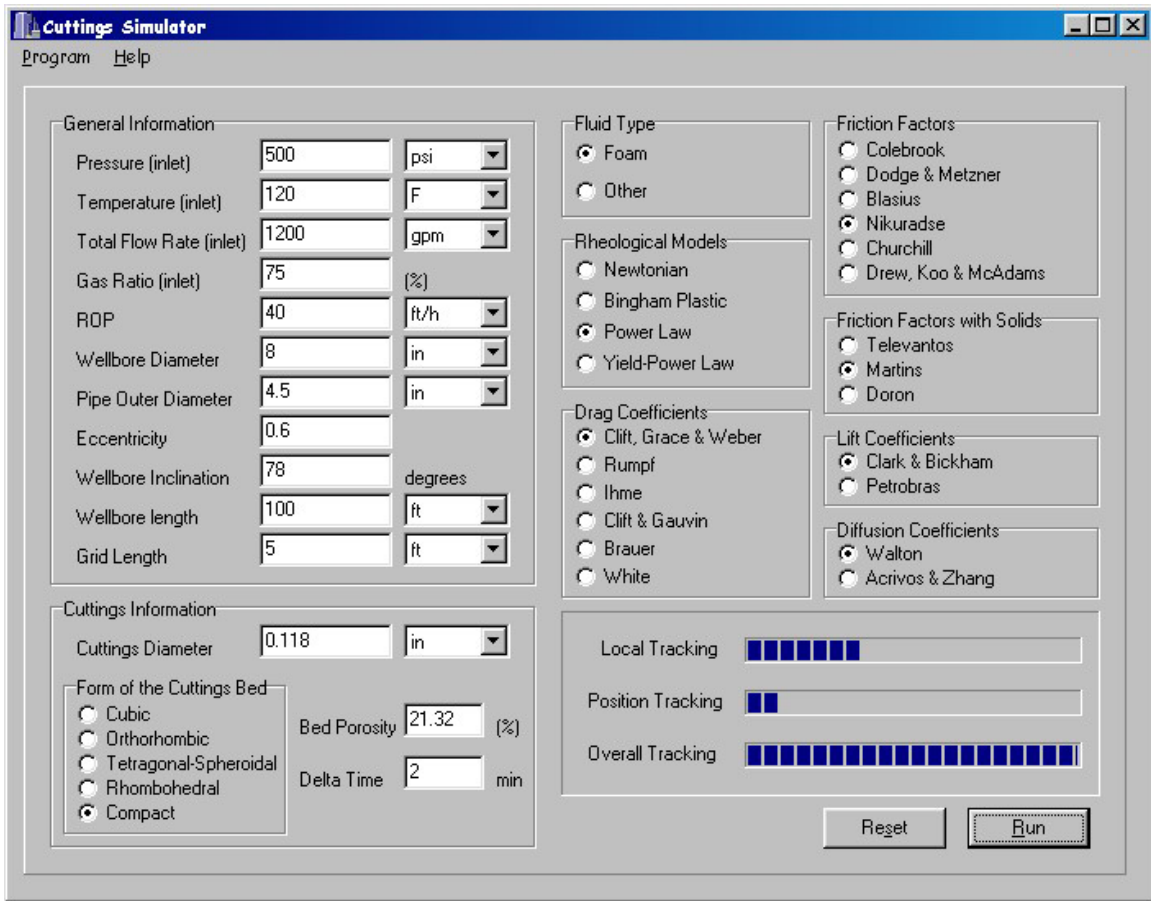 Cuttings Simulator
Program Help
General Information
Pressure (inlet) 500 psi
Temperature (inlet) 120 F
Total Flow Rate (inlet) 1200 gpm
Gas Ratio (inlet) 75 (%)
ROP 40 ft/h
Wellbore Diameter 8 in
Pipe Outer Diameter 4.5 in
Eccentricity 0.6
Wellbore Inclination 78 degrees
Wellbore length 100 ft
Grid Length 5 ft
Cuttings Information
Cuttings Diameter 0.118 in
Form of the Cuttings Bed
Cubic
Orthorhombic
Tetragonal-Spheroidal
Rhombohedral
Compact
Bed Porosity 21.32 (%)
Delta Time 2 min
Fluid Type
Foam
Other
Rheological Models
Newtonian
Bingham Plastic
Power Law
Yield-Power Law
Drag Coefficients
Clift, Grace & Weber
Rumpf
Ihme
Clift & Gauvin
Brauer
White
Friction Factors
Colebrook
Dodge & Metzner
Blasius
Nikuradse
Churchill
Drew, Koo & McAdams
Friction Factors with Solids
Televantos
Martins
Doron
Lift Coefficients
Clark & Bickham
Petrobras
Diffusion Coefficients
Walton
Acrivos & Zhang
Local Tracking
Position Tracking
Overall Tracking
Reset Run